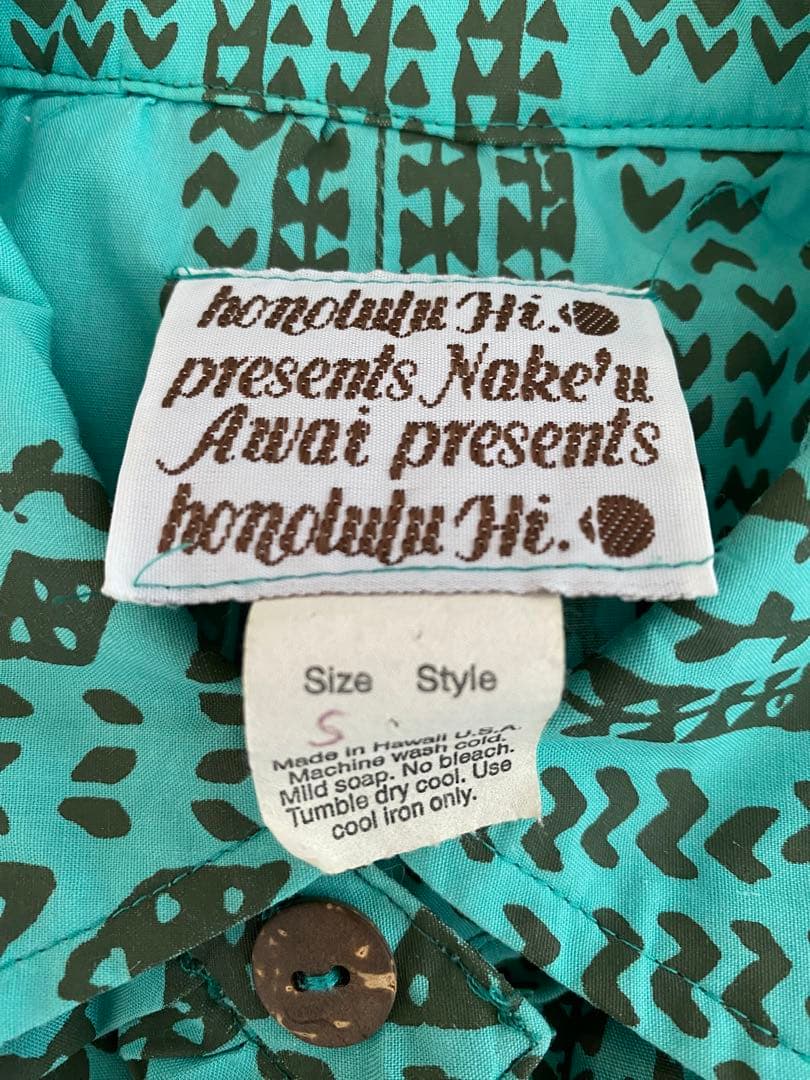 honolulu Hi.
presents Nake'u
Awai presents
honolulu Hi.
Size Style
S
Made in Hawaii U.S.A.
Machine wash cold.
Mild soap. No bleach.
Tumble dry cool. Use
cool iron only.